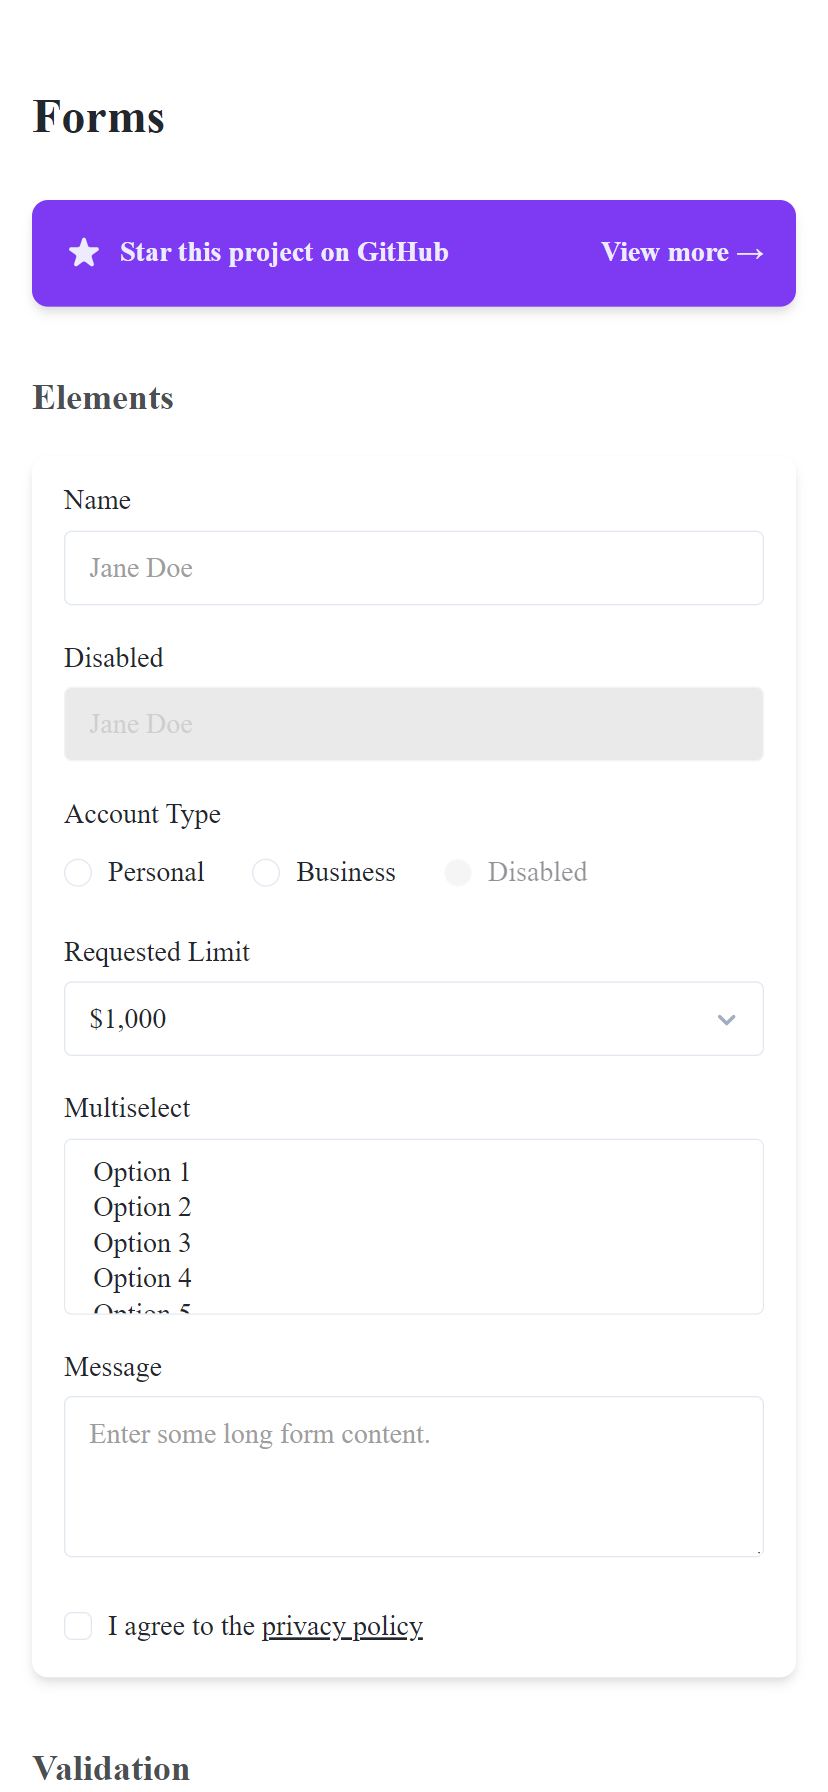 Forms
Star this project on GitHub View more →
Elements
Name
Jane Doe
Disabled
Jane Doe
Account Type
Personal Business Disabled
Requested Limit
$1,000
Multiselect
Option 1
Option 2
Option 3
Option 4
Option 5
Message
Enter some long form content.
I agree to the privacy policy
Validation